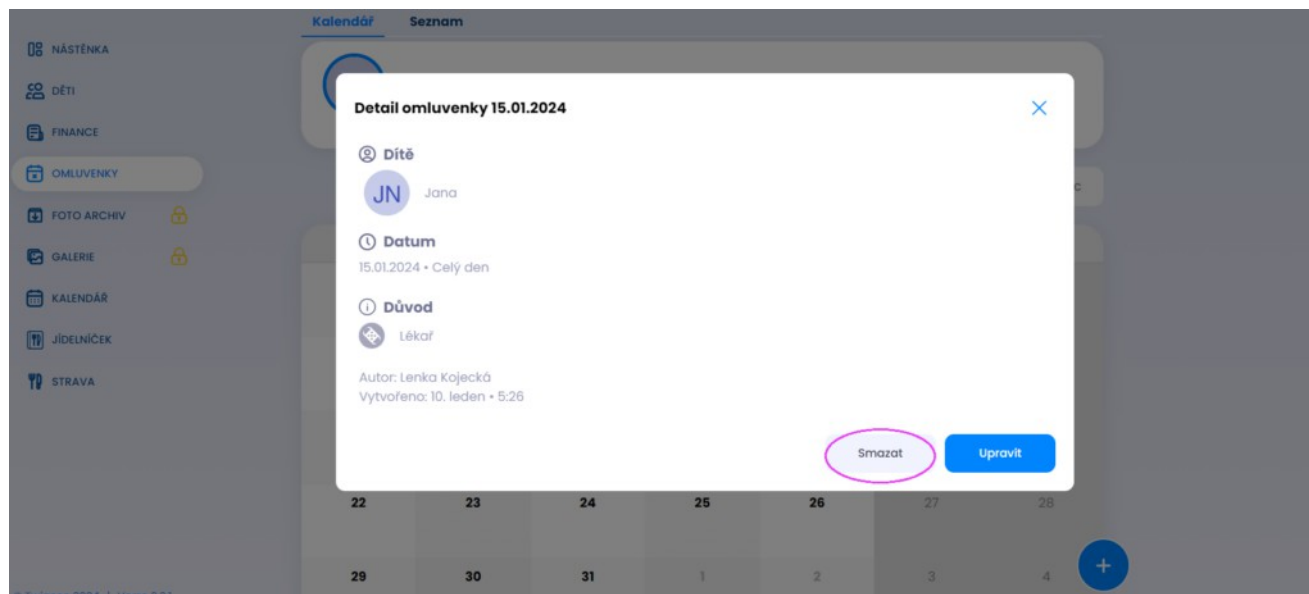 Kalendář Seznam
NÁSTĚNKA
DĚTI
FINANCE
OMLUVENKY
FOTO ARCHIV
GALERIE
KALENDÁŘ
JÍDELNÍČEK
STRAVA
Detail omluvenky 15.01.2024
Dítě
JN Jana
Datum
15.01.2024 • Celý den
Důvod
Lékař
Autor: Lenka Kojecká
Vytvořeno: 10. leden • 5:26
Smazat Upravit
22 23 24 25 26 27 28
29 30 31 1 2 3 4